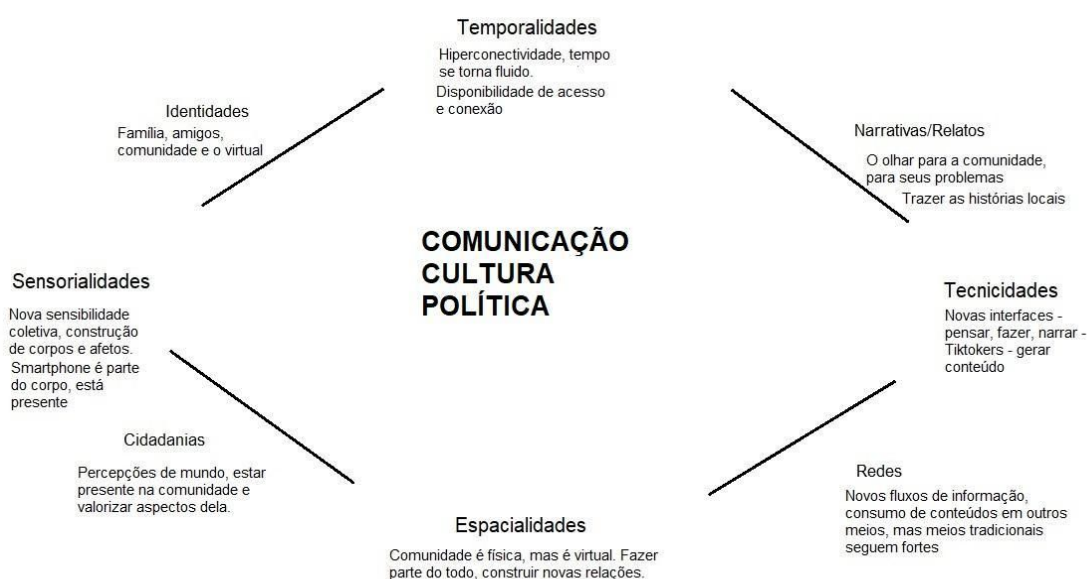 Temporalidades
Hiperconectividade, tempo
se torna fluido.
Disponibilidade de acesso
e conexão
Identidades
Família, amigos,
comunidade e o virtual
Narrativas/Relatos
O olhar para a comunidade,
para seus problemas
Trazer as histórias locais
COMUNICAÇÃO
CULTURA
POLÍTICA
Sensorialidades
Nova sensibilidade
coletiva, construção
de corpos e afetos.
Smartphone é parte
do corpo, está
presente
Tecnicidades
Novas interfaces -
pensar, fazer, narrar -
Tiktokers - gerar
conteúdo
Cidadanias
Percepções de mundo, estar
presente na comunidade e
valorizar aspectos dela.
Redes
Novos fluxos de informação,
consumo de conteúdos em outros
meios, mas meios tradicionais
seguem fortes
Espacialidades
Comunidade é física, mas é virtual. Fazer
parte do todo, construir novas relações.